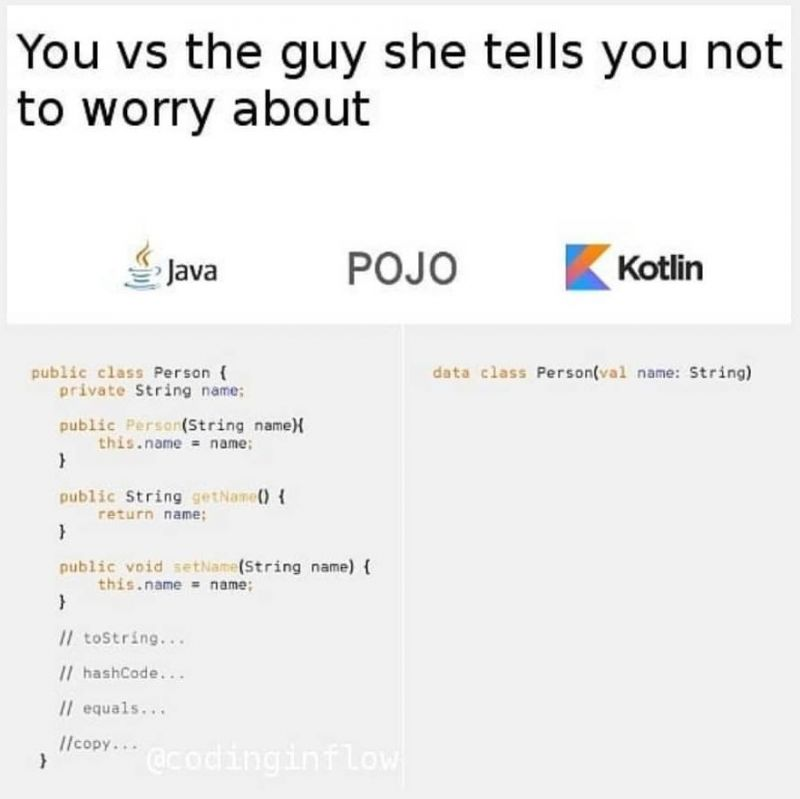 You vs the guy she tells you not
to worry about
Java POJO Kotlin
public class Person {
private String name;
public Person(String name){
this.name = name;
}
public String getName() {
return name;
}
public void setName(String name) {
this.name = name;
}
// toString...
// hashCode...
// equals...
//copy...
}
@codinginflow
data class Person(val name: String)